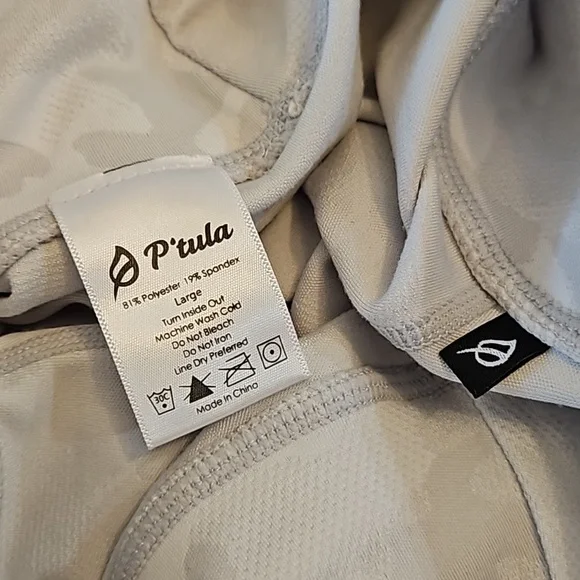 P'tula
81% Polyester 19% Spandex
Large
Turn Inside Out
Machine Wash Cold
Do Not Bleach
Do Not Iron
Line Dry Preferred
30C
Made in China